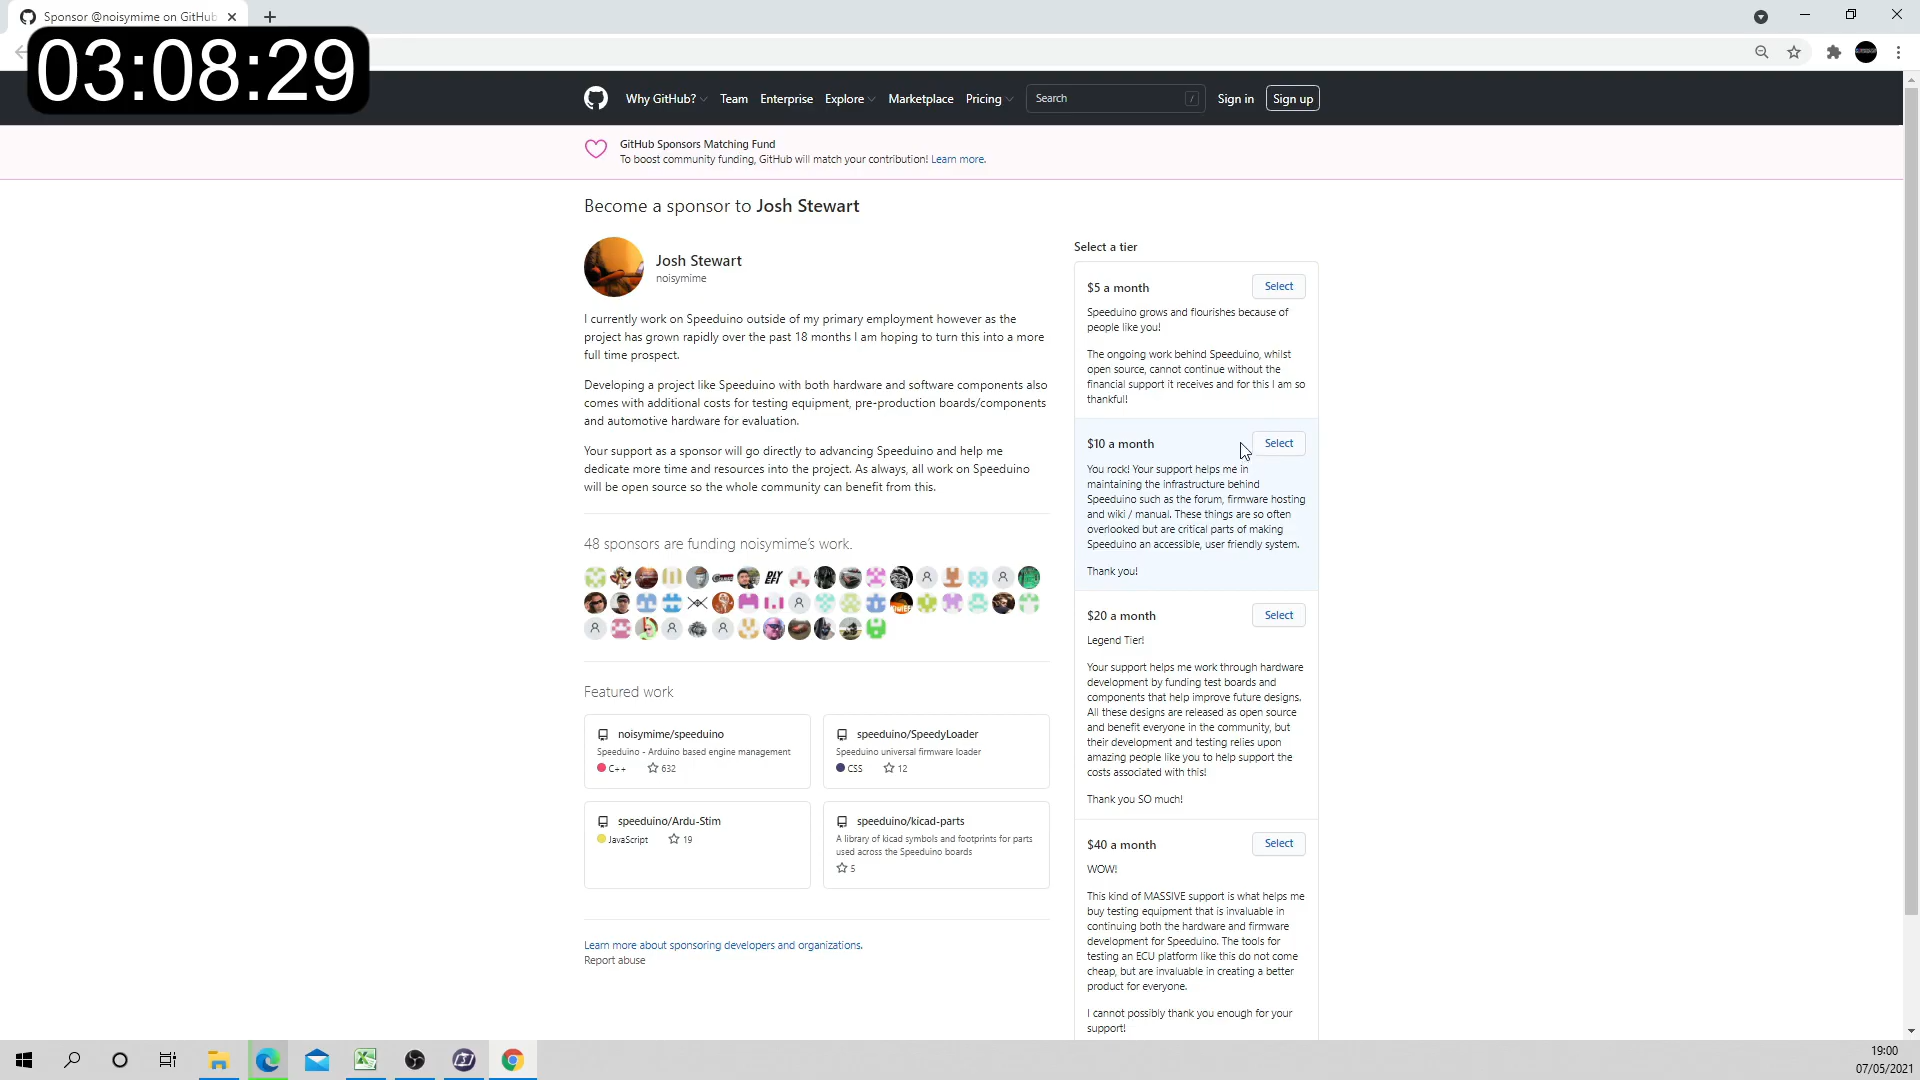 Sponsor @noisymime on GitHub
03:08:29
Why GitHub? Team Enterprise Explore Marketplace Pricing Search / Sign in Sign up
GitHub Sponsors Matching Fund
To boost community funding, GitHub will match your contribution! Learn more.
Become a sponsor to Josh Stewart
Josh Stewart
noisymime
I currently work on Speeduino outside of my primary employment however as the
project has grown rapidly over the past 18 months I am hoping to turn this into a more
full time prospect.
Developing a project like Speeduino with both hardware and software components also
comes with additional costs for testing equipment, pre-production boards/components
and automotive hardware for evaluation.
Your support as a sponsor will go directly to advancing Speeduino and help me
dedicate more time and resources into the project. As always, all work on Speeduino
will be open source so the whole community can benefit from this.
48 sponsors are funding noisymime's work.
Featured work
noisymime/speeduino
Speeduino - Arduino based engine management
C++ 632
speeduino/SpeedyLoader
Speeduino universal firmware loader
CSS 12
speeduino/Ardu-Stim
JavaScript 19
speeduino/kicad-parts
A library of kicad symbols and footprints for parts
used across the Speeduino boards
5
Learn more about sponsoring developers and organizations.
Report abuse
Select a tier
$5 a month Select
Speeduino grows and flourishes because of
people like you!
The ongoing work behind Speeduino, whilst
open source, cannot continue without the
financial support it receives and for this I am so
thankful!
$10 a month Select
You rock! Your support helps me in
maintaining the infrastructure behind
Speeduino such as the forum, firmware hosting
and wiki / manual. These things are so often
overlooked but are critical parts of making
Speeduino an accessible, user friendly system.
Thank you!
$20 a month Select
Legend Tier!
Your support helps me work through hardware
development by funding test boards and
components that help improve future designs.
All these designs are released as open source
and benefit everyone in the community, but
their development and testing relies upon
amazing people like you to help support the
costs associated with this!
Thank you SO much!
$40 a month Select
WOW!
This kind of MASSIVE support is what helps me
buy testing equipment that is invaluable in
continuing both the hardware and firmware
development for Speeduino. The tools for
testing an ECU platform like this do not come
cheap, but are invaluable in creating a better
product for everyone.
I cannot possibly thank you enough for your
support!
19:00
07/05/2021